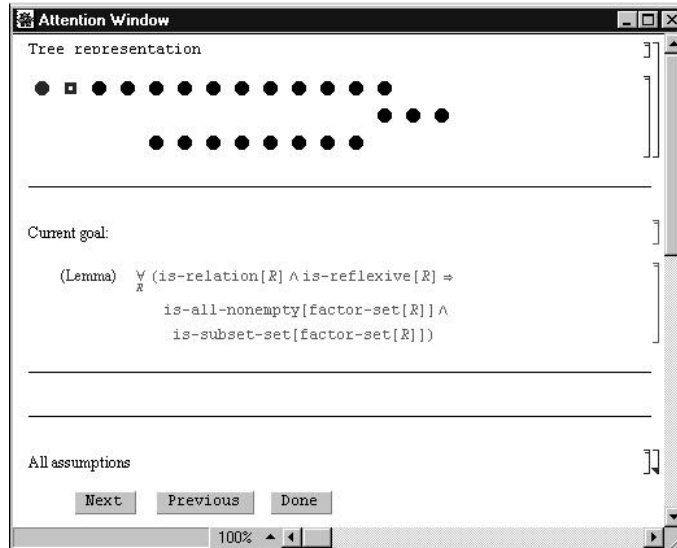 Attention Window
Tree representation
Current goal:
(Lemma) ∀ (is-relation[R] ∧ is-reflexive[R] ⇒
R
is-all-nonempty[factor-set[R]] ∧
is-subset-set[factor-set[R]])
All assumptions
Next Previous Done
100%